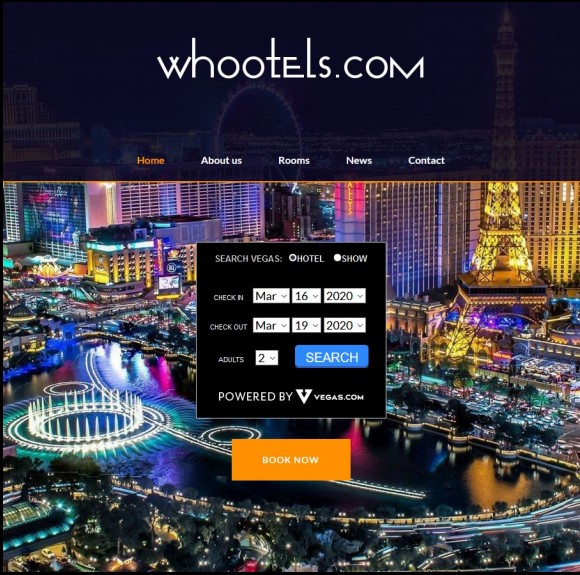 whootels.com
Home About us Rooms News Contact
SEARCH VEGAS: HOTEL SHOW
CHECK IN Mar 16 2020
CHECK OUT Mar 19 2020
ADULTS 2 SEARCH
POWERED BY VEGAS.COM
BOOK NOW